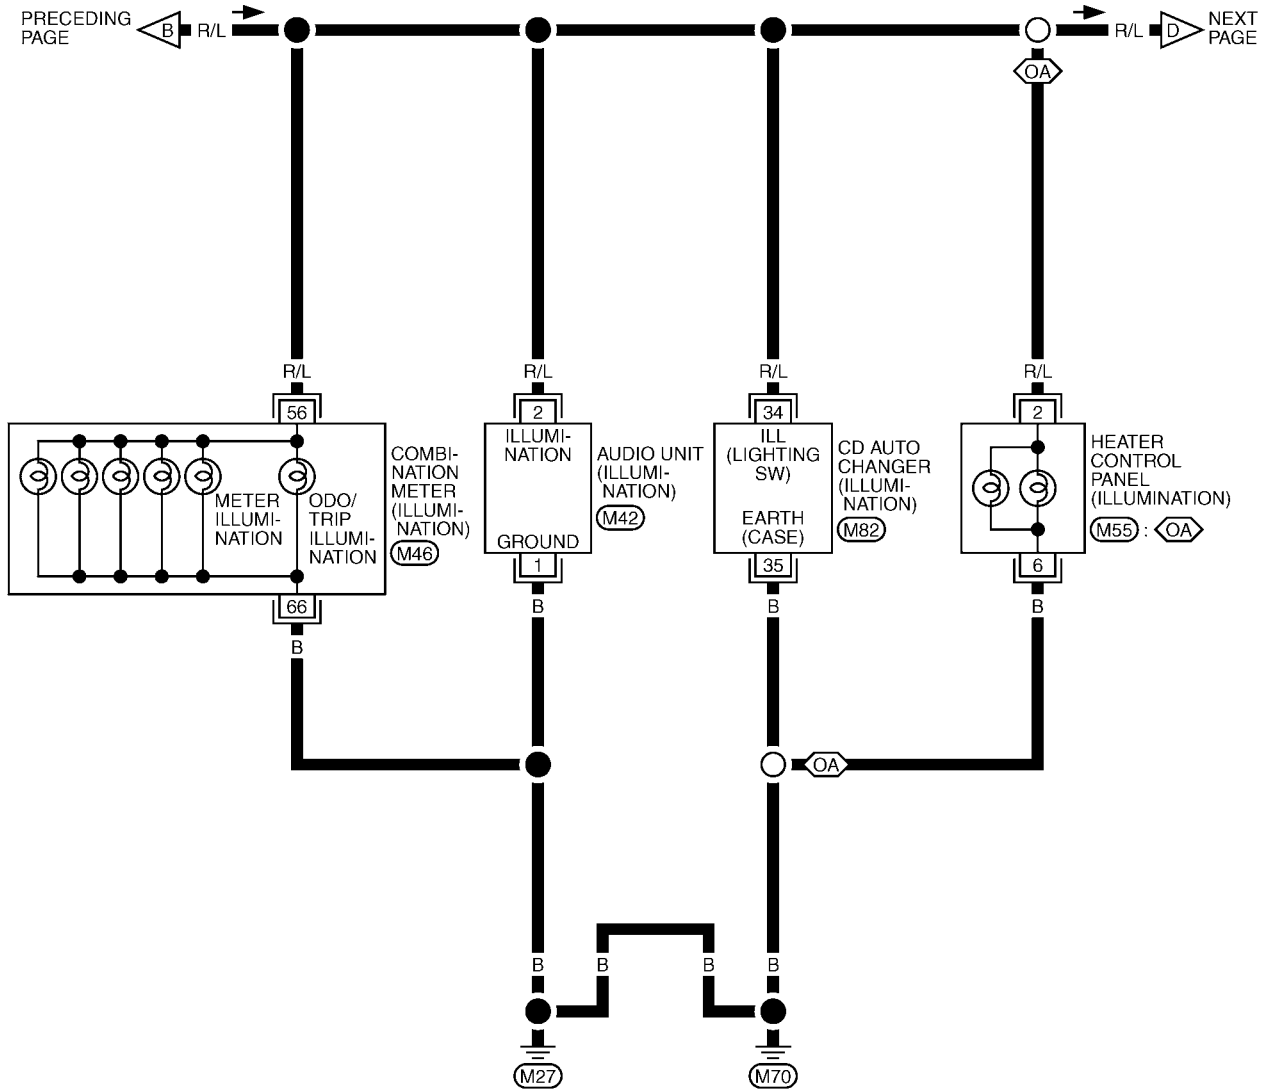 PRECEDING
PAGE
B
R/L
R/L
D
NEXT
PAGE
OA
R/L
R/L
R/L
R/L
56
2
34
2
METER
ILLUMI-
NATION
ODO/
TRIP
ILLUMI-
NATION
COMBI-
NATION
METER
(ILLUMI-
NATION)
M46
ILLUMI-
NATION
GROUND
AUDIO UNIT
(ILLUMI-
NATION)
M42
ILL
(LIGHTING
SW)
EARTH
(CASE)
CD AUTO
CHANGER
(ILLUMI-
NATION)
M82
HEATER
CONTROL
PANEL
(ILLUMINATION)
M55 : OA
66
1
35
6
B
B
B
B
OA
B
B
B
B
M27
M70